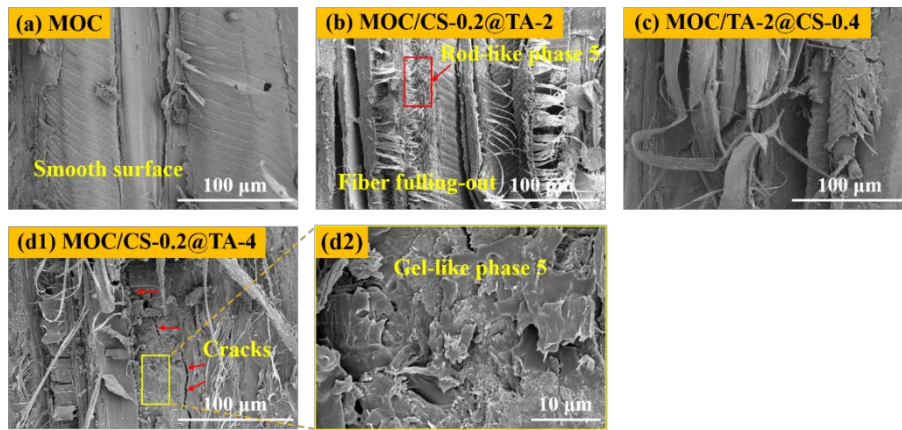 (a) MOC
Smooth surface
100 μm
(b) MOC/CS-0.2@TA-2
Rod-like phase 5
Fiber fulling-out
100 μm
(c) MOC/TA-2@CS-0.4
100 μm
(d1) MOC/CS-0.2@TA-4
Cracks
100 μm
(d2)
Gel-like phase 5
10 μm